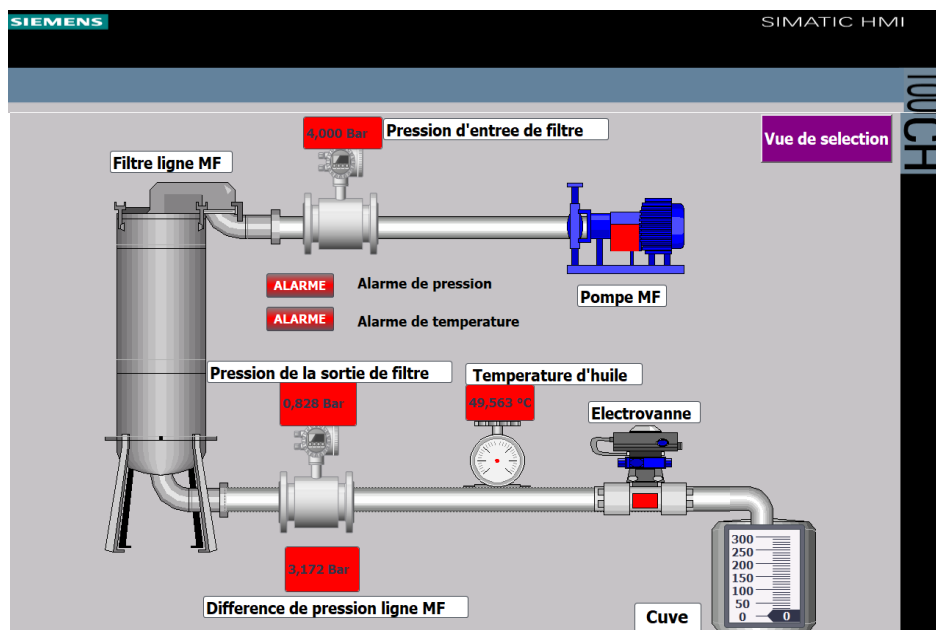 SIEMENS
SIMATIC HMI
TOUCH
4,000 Bar
Pression d'entree de filtre
Vue de selection
Filtre ligne MF
ALARME
Alarme de pression
Pompe MF
ALARME
Alarme de temperature
Pression de la sortie de filtre
Temperature d'huile
0,828 Bar
49,563 °C
Electrovanne
3,172 Bar
Difference de pression ligne MF
Cuve
300
250
200
150
100
50
0
0